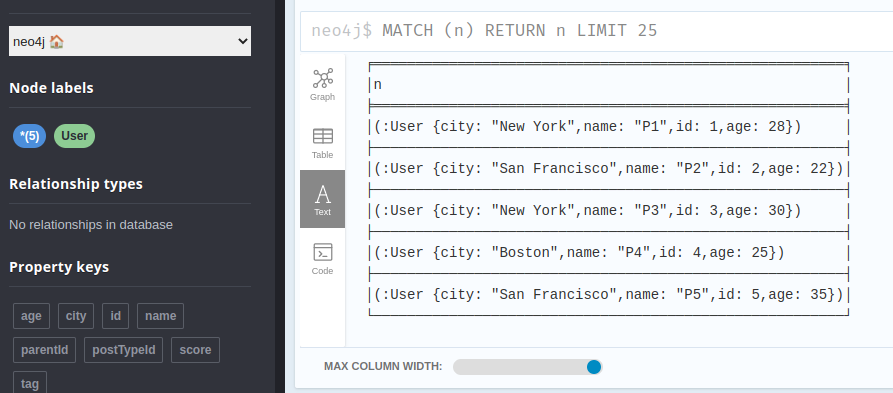 neo4j 🏠
Node labels
*(5) User
Relationship types
No relationships in database
Property keys
age city id name
parentId postTypeId score
tag
neo4j$ MATCH (n) RETURN n LIMIT 25
Graph
Table
Text
Code
n
(:User {city: "New York",name: "P1",id: 1,age: 28})
(:User {city: "San Francisco",name: "P2",id: 2,age: 22})
(:User {city: "New York",name: "P3",id: 3,age: 30})
(:User {city: "Boston",name: "P4",id: 4,age: 25})
(:User {city: "San Francisco",name: "P5",id: 5,age: 35})
MAX COLUMN WIDTH: